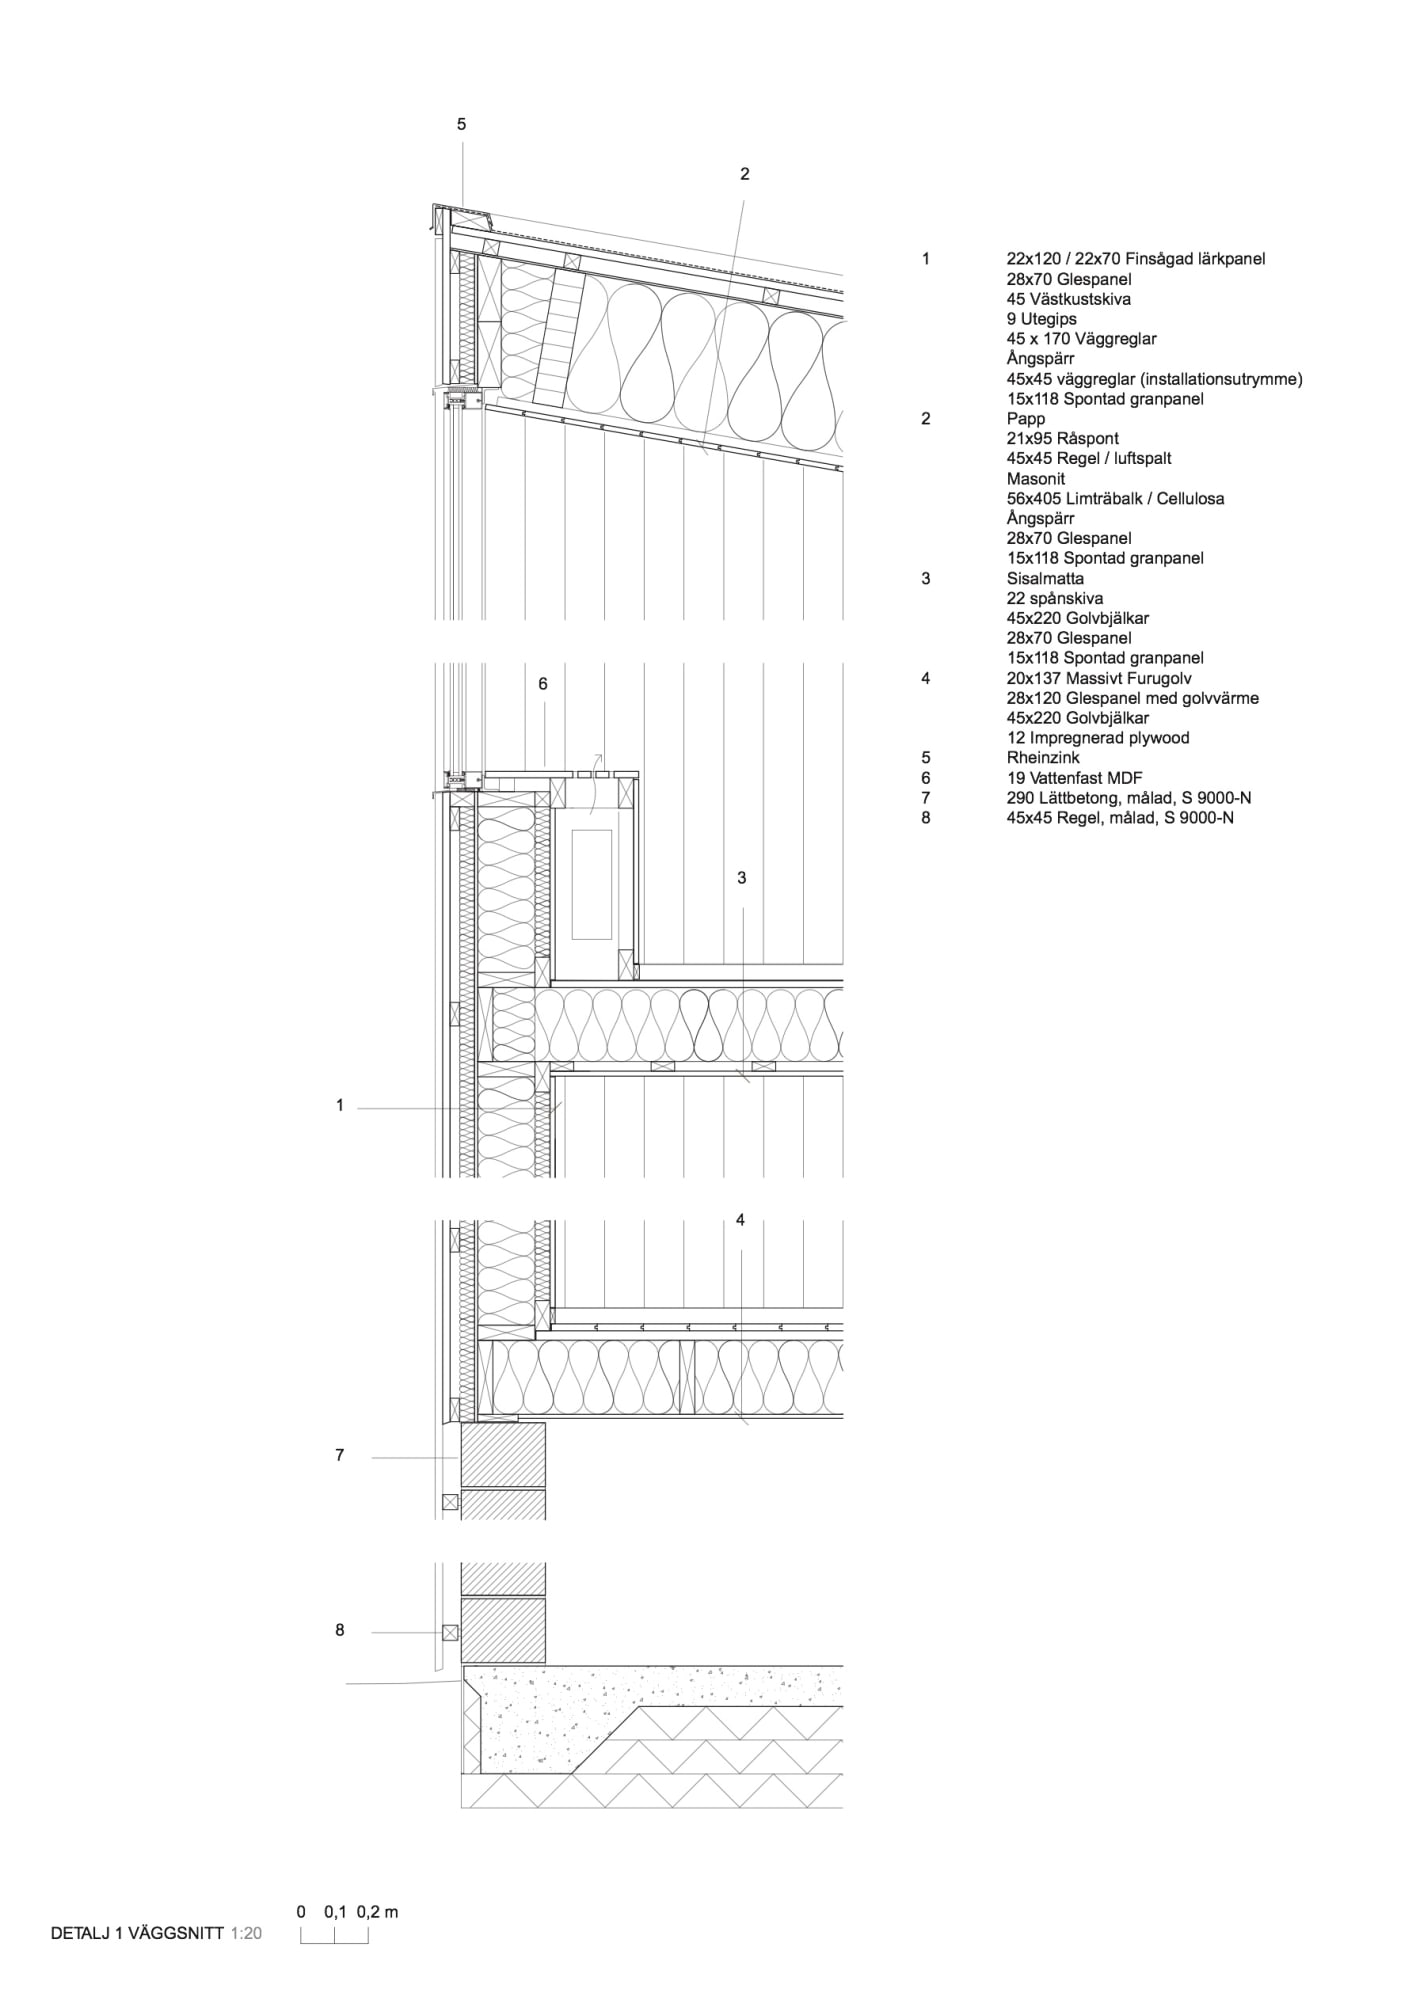 5
2
1 22x120 / 22x70 Finsågad lärkpanel
28x70 Glespanel
45 Västkustskiva
9 Utegips
45 x 170 Väggreglar
Ångspärr
45x45 väggreglar (installationsutrymme)
15x118 Spontad granpanel
2 Papp
21x95 Råspont
45x45 Regel / luftspalt
Masonit
56x405 Limträbalk / Cellulosa
Ångspärr
28x70 Glespanel
15x118 Spontad granpanel
3 Sisalmatta
22 spånskiva
45x220 Golvbjälkar
28x70 Glespanel
15x118 Spontad granpanel
4 20x137 Massivt Furugolv
28x120 Glespanel med golvvärme
45x220 Golvbjälkar
12 Impregnerad plywood
5 Rheinzink
6 19 Vattenfast MDF
7 290 Lättbetong, målad, S 9000-N
8 45x45 Regel, målad, S 9000-N
6
3
1
4
7
8
0 0,1 0,2 m
DETALJ 1 VÄGGSNITT 1:20